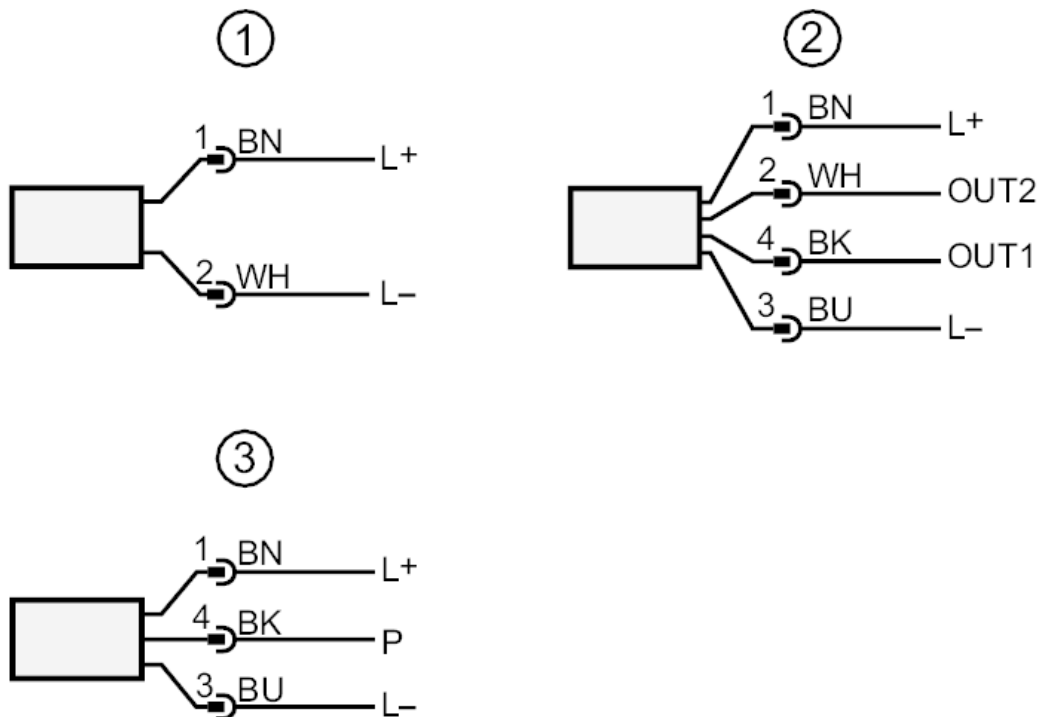 1
1 BN L+
2 WH L–
2
1 BN L+
2 WH OUT2
4 BK OUT1
3 BU L–
3
1 BN L+
4 BK P
3 BU L–